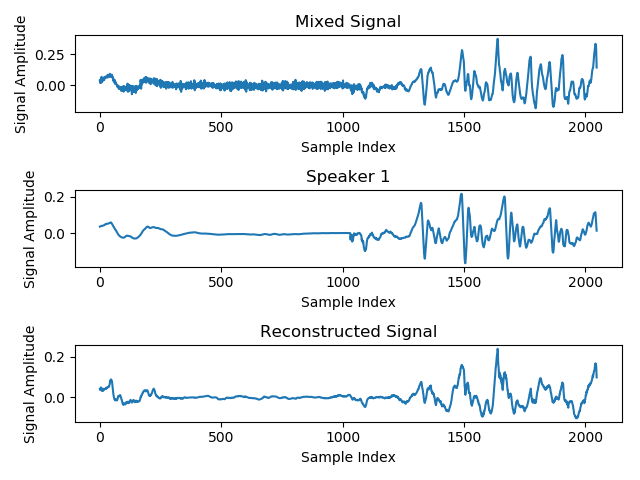 Mixed Signal
Signal Amplitude
0.25
0.00
0 500 1000 1500 2000
Sample Index
Speaker 1
Signal Amplitude
0.2
0.0
0 500 1000 1500 2000
Sample Index
Reconstructed Signal
Signal Amplitude
0.2
0.0
0 500 1000 1500 2000
Sample Index